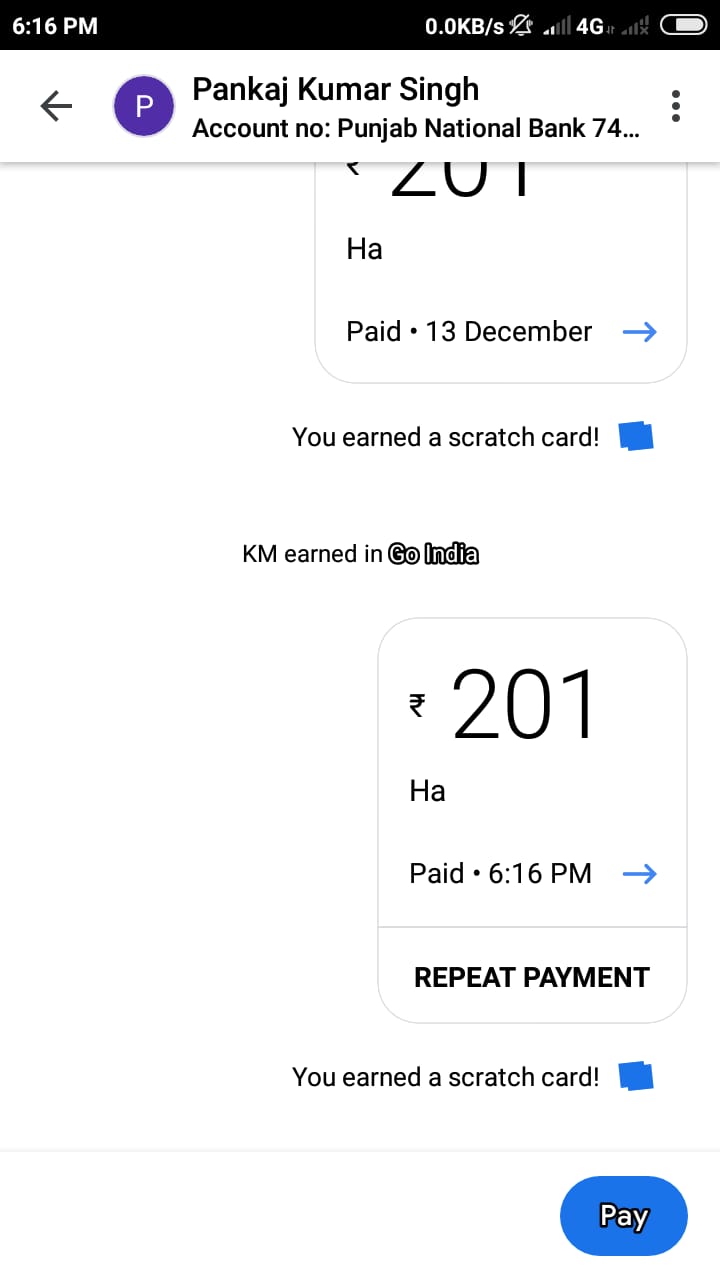 6:16 PM
0.0KB/s 4G
P
Pankaj Kumar Singh
Account no: Punjab National Bank 74...
₹ 201
Ha
Paid • 13 December
You earned a scratch card!
KM earned in Go India
₹ 201
Ha
Paid • 6:16 PM
REPEAT PAYMENT
You earned a scratch card!
Pay